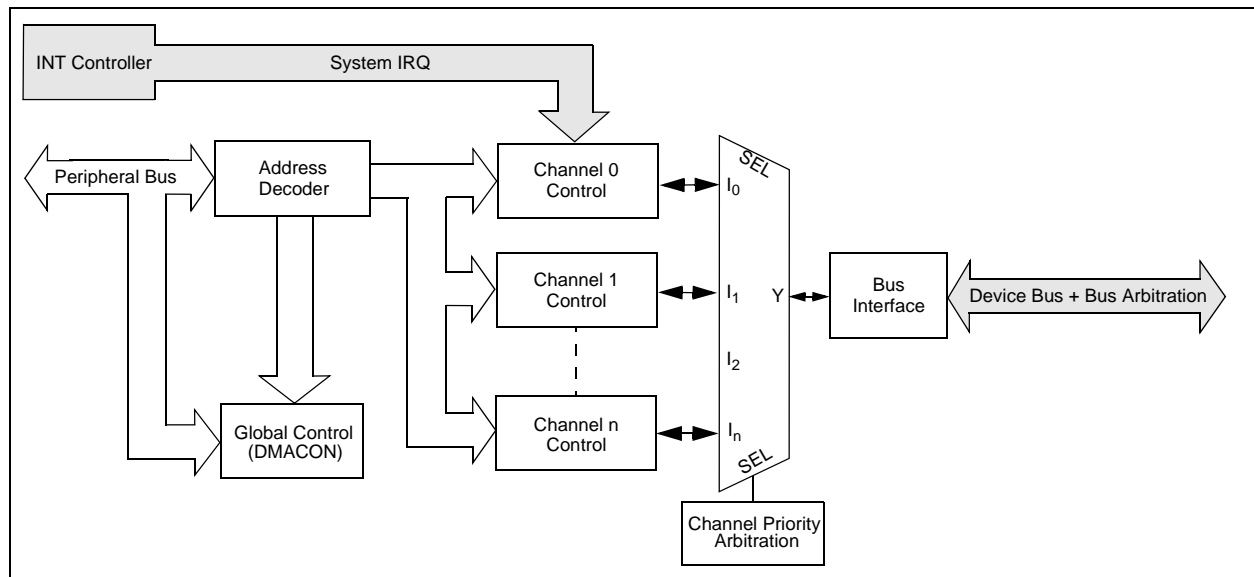 INT Controller
System IRQ
Peripheral Bus
Address
Decoder
Channel 0
Control
SEL
I0
Channel 1
Control
I1
Y
Bus
Interface
Device Bus + Bus Arbitration
I2
Global Control
(DMACON)
Channel n
Control
In
SEL
Channel Priority
Arbitration